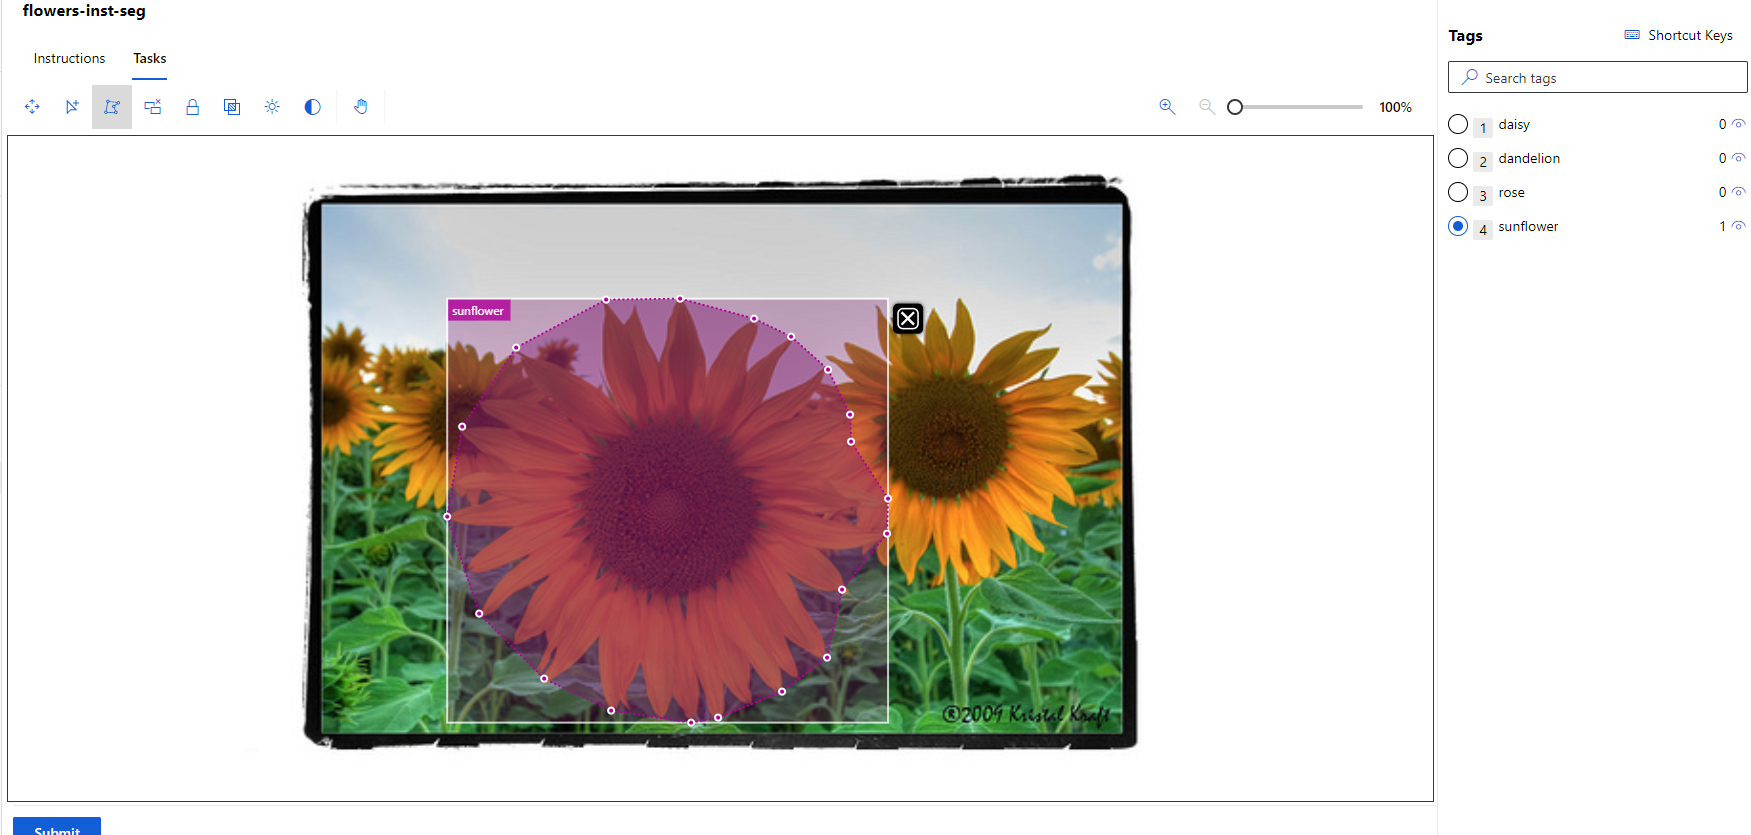 flowers-inst-seg
Instructions
Tasks
100%
sunflower
®2009 Kristal Kraft
Submit
Tags
Shortcut Keys
Search tags
1 daisy 0
2 dandelion 0
3 rose 0
4 sunflower 1